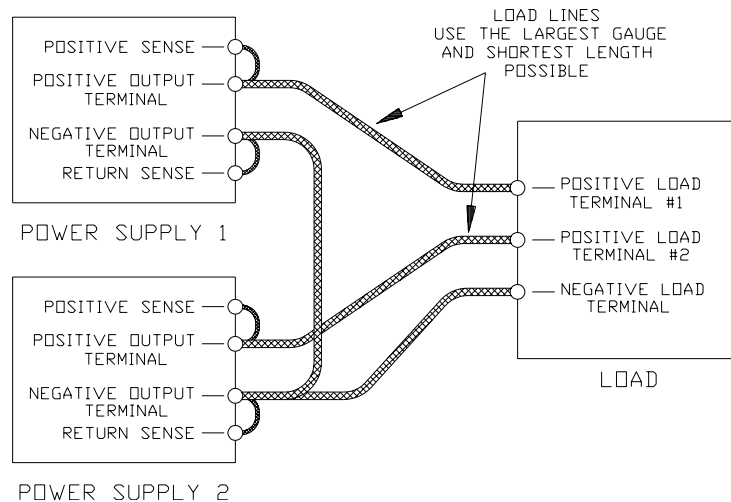 LOAD LINES
USE THE LARGEST GAUGE
AND SHORTEST LENGTH
POSSIBLE
POSITIVE SENSE
POSITIVE OUTPUT
TERMINAL
NEGATIVE OUTPUT
TERMINAL
RETURN SENSE
POWER SUPPLY 1
POSITIVE LOAD
TERMINAL #1
POSITIVE LOAD
TERMINAL #2
NEGATIVE LOAD
TERMINAL
LOAD
POSITIVE SENSE
POSITIVE OUTPUT
TERMINAL
NEGATIVE OUTPUT
TERMINAL
RETURN SENSE
POWER SUPPLY 2